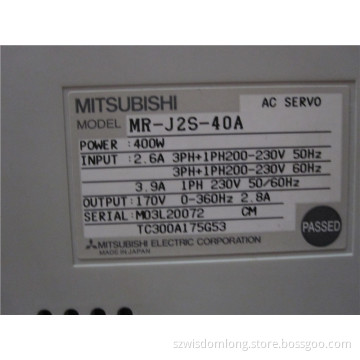 MITSUBISHI AC SERVO
MODEL MR-J2S-40A
POWER : 400W
INPUT : 2.6A 3PH+1PH200-230V 50Hz
3PH+1PH200-230V 60Hz
3.9A 1PH 230V 50/60Hz
OUTPUT: 170V 0-360Hz 2.8A
SERIAL: M03L20072 CM
TC300A175G53
PASSED
MITSUBISHI ELECTRIC CORPORATION
MADE IN JAPAN
szwisdomlong.store.bossgoo.com